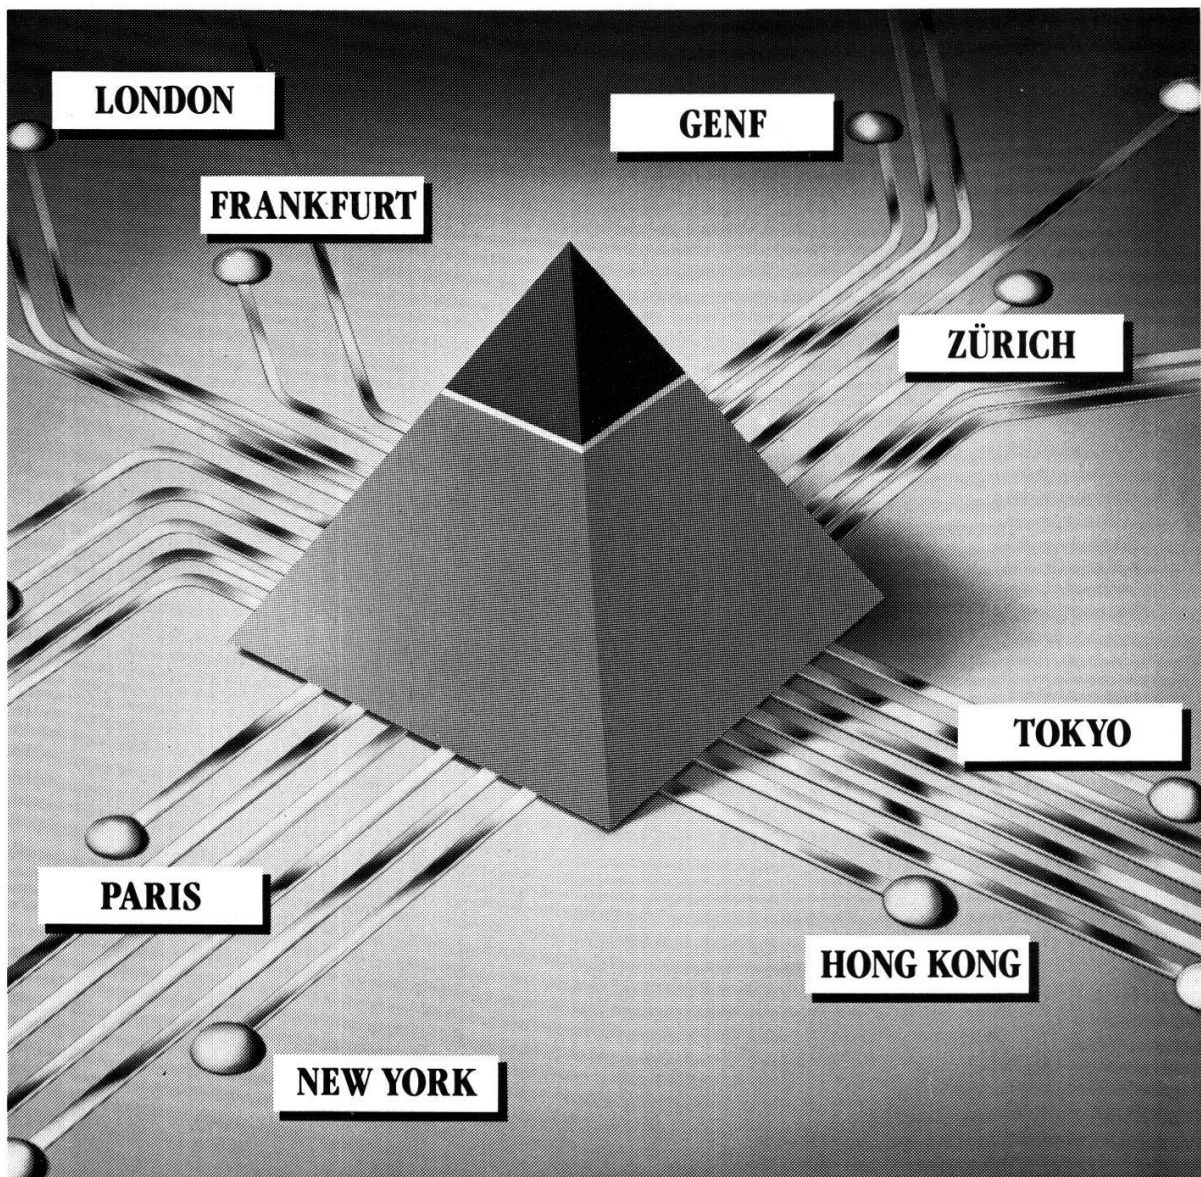 LONDON
GENF
FRANKFURT
ZÜRICH
TOKYO
PARIS
HONG KONG
NEW YORK